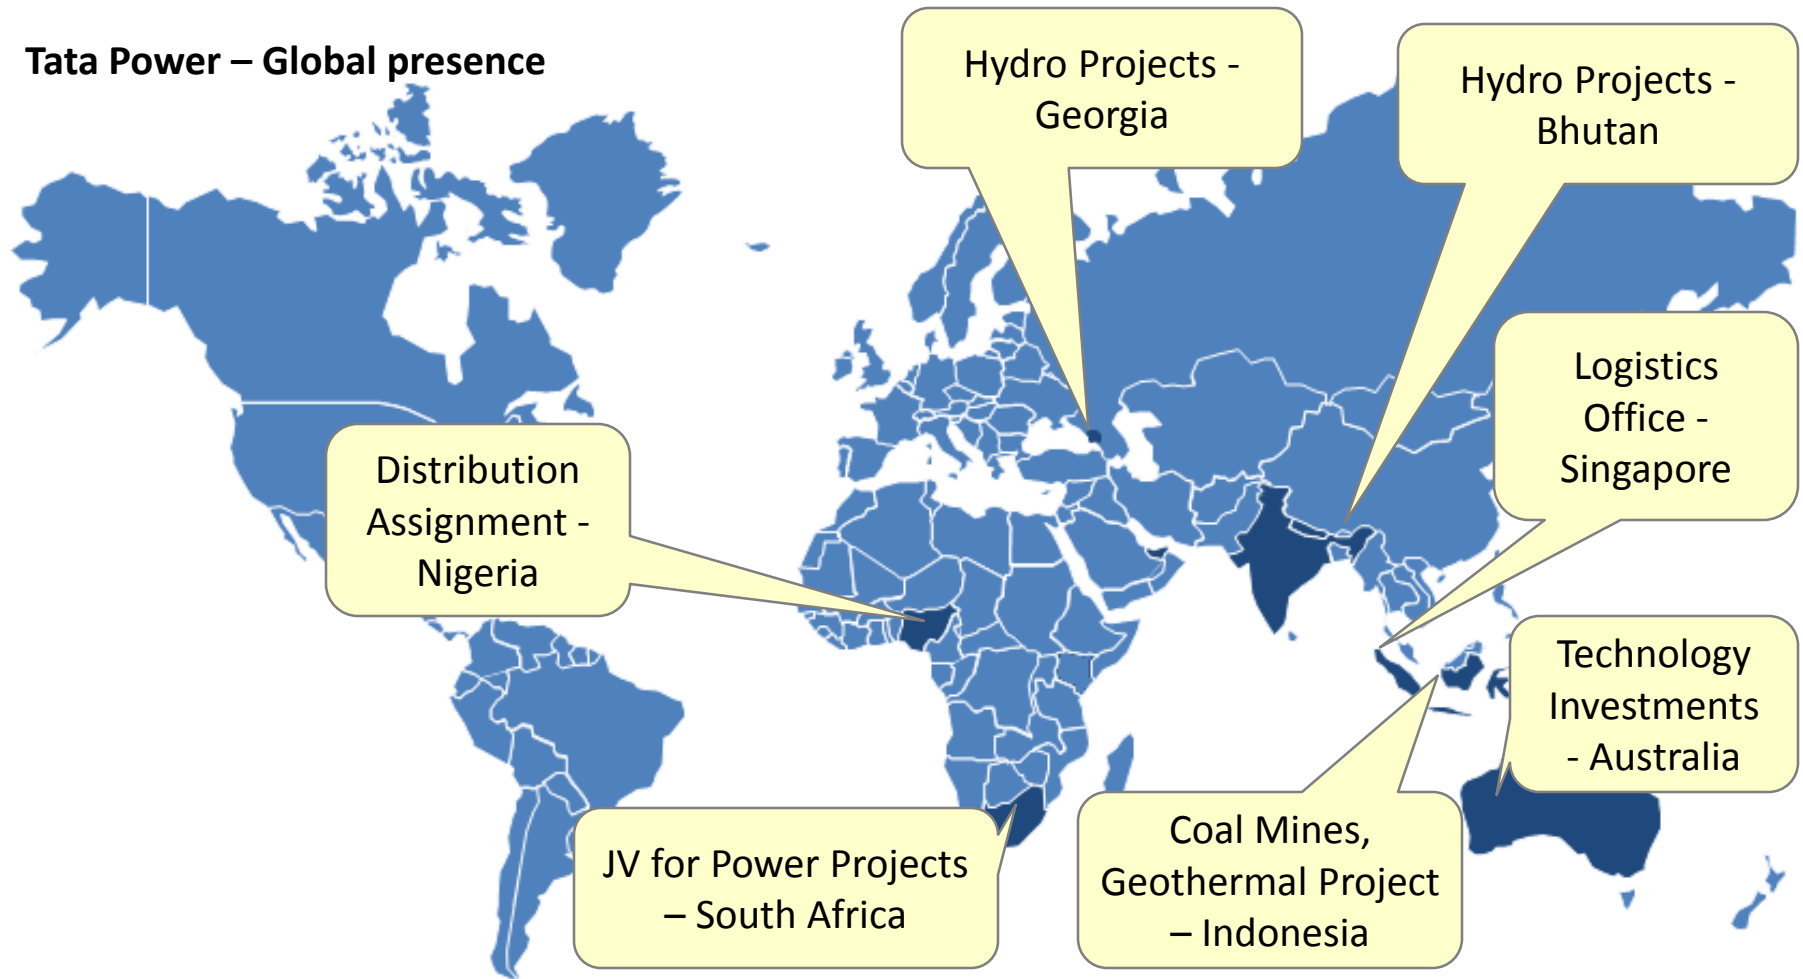 Tata Power – Global presence
Hydro Projects -
Georgia
Hydro Projects -
Bhutan
Logistics
Office -
Singapore
Distribution
Assignment -
Nigeria
Technology
Investments
- Australia
JV for Power Projects
– South Africa
Coal Mines,
Geothermal Project
– Indonesia